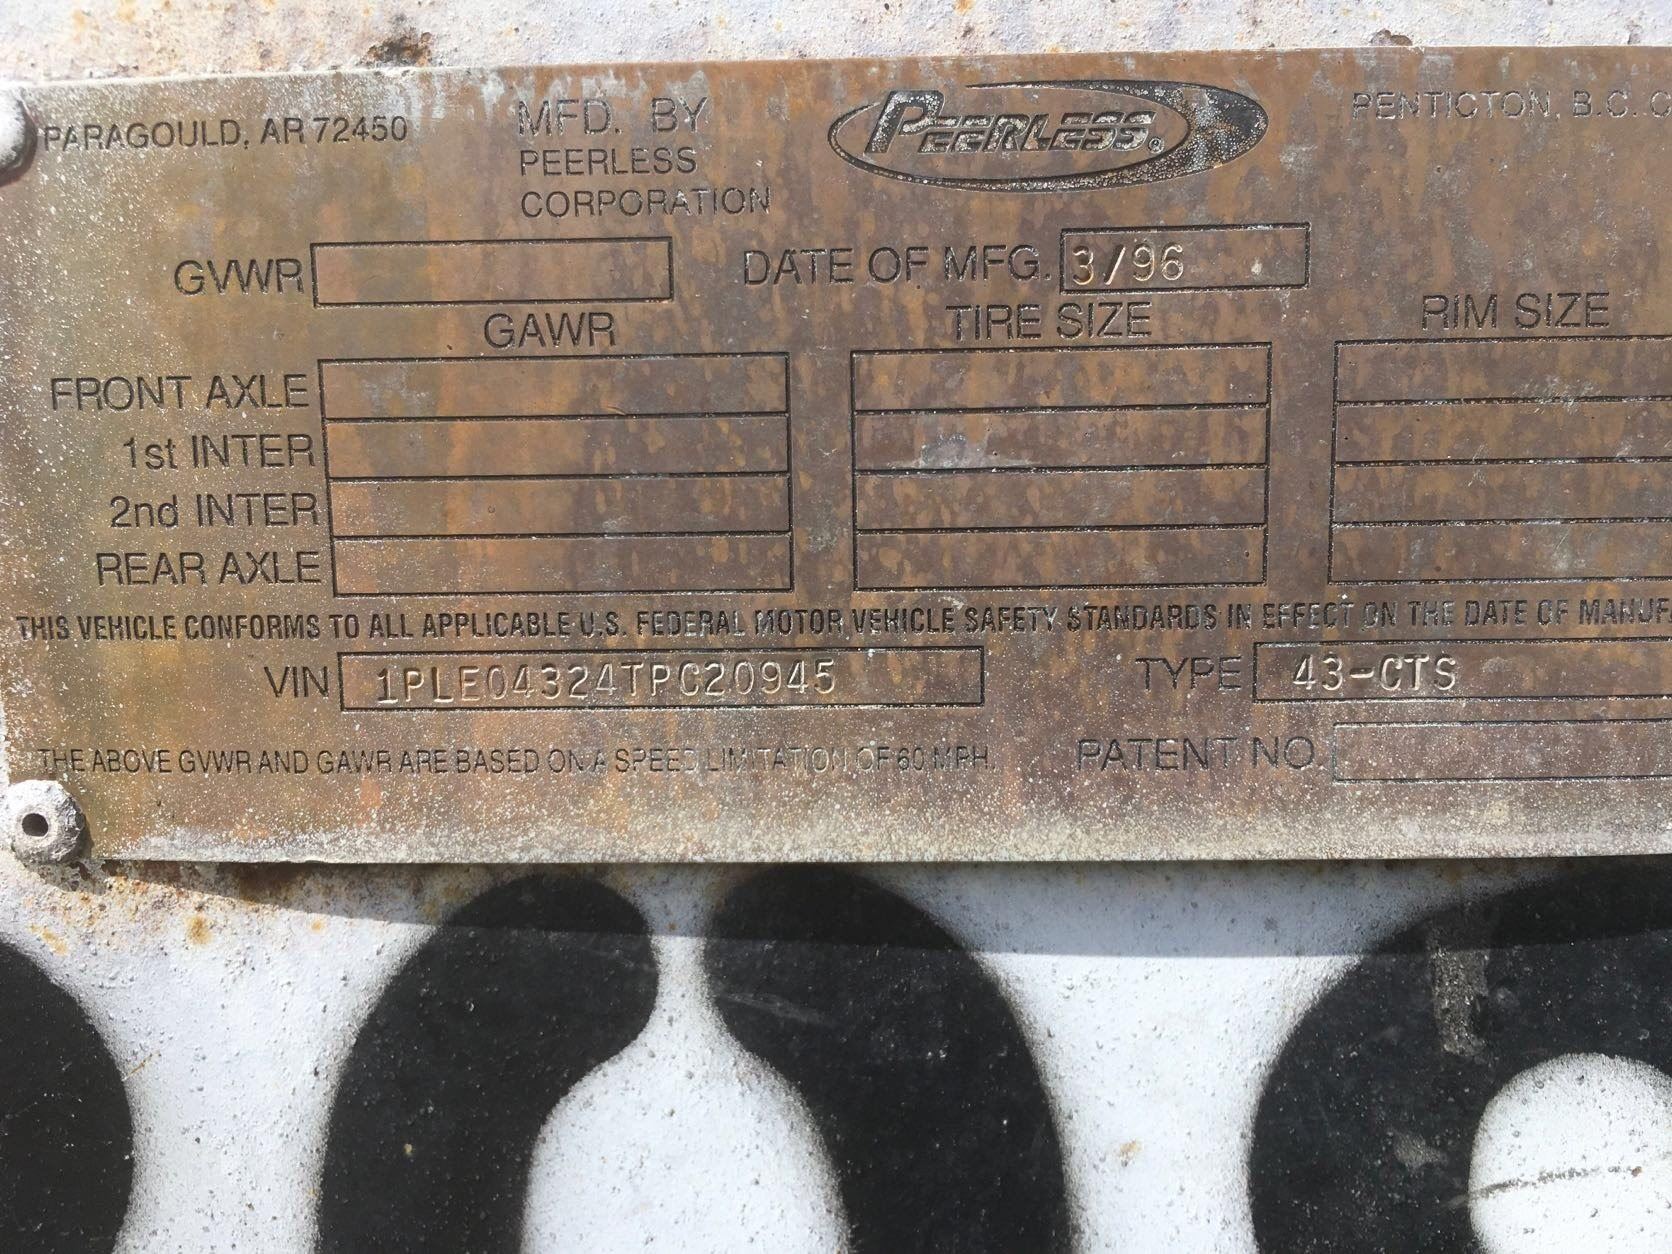 PARAGOULD, AR 72450
MFD. BY
PEERLESS
CORPORATION
PEERLESS®
PENTICTON, B.C.
GVWR
DATE OF MFG. 3/96
GAWR
TIRE SIZE
RIM SIZE
FRONT AXLE
1st INTER
2nd INTER
REAR AXLE
THIS VEHICLE CONFORMS TO ALL APPLICABLE U.S. FEDERAL MOTOR VEHICLE SAFETY STANDARDS IN EFFECT ON THE DATE OF MANUF
VIN 1PLE04324TPC20945
TYPE 43-CTS
THE ABOVE GVWR AND GAWR ARE BASED ON A SPEED LIMITATION OF 60 MPH.
PATENT NO.